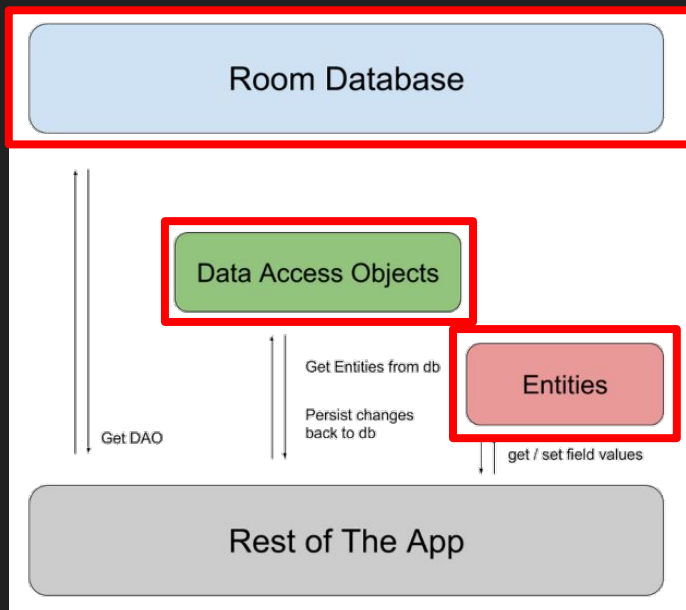 Room Database
Data Access Objects
Get Entities from db
Entities
Persist changes
back to db
Get DAO
get / set field values
Rest of The App